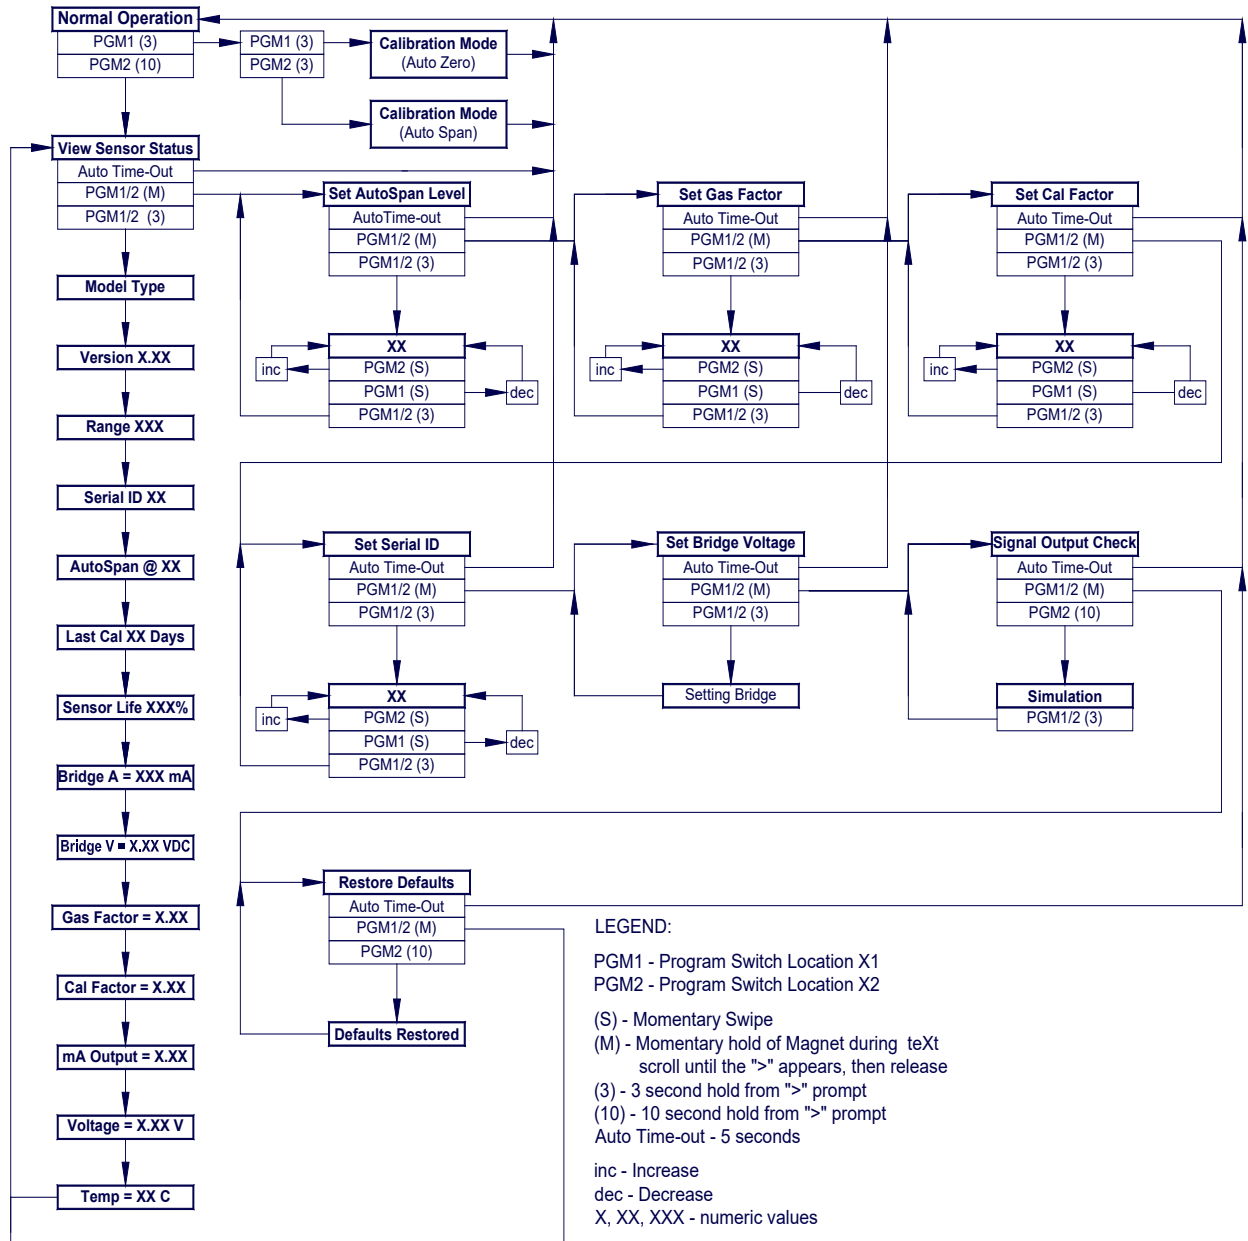 Normal Operation
PGM1 (3)
PGM2 (10)
PGM1 (3)
PGM2 (3)
Calibration Mode
(Auto Zero)
Calibration Mode
(Auto Span)
View Sensor Status
Auto Time-Out
PGM1/2 (M)
PGM1/2 (3)
Model Type
Version X.XX
Range XXX
Serial ID XX
AutoSpan @ XX
Last Cal XX Days
Sensor Life XXX%
Bridge A = XXX mA
Bridge V = X.XX VDC
Gas Factor = X.XX
Cal Factor = X.XX
mA Output = X.XX
Voltage = X.XX V
Temp = XX C
Set AutoSpan Level
AutoTime-out
PGM1/2 (M)
PGM1/2 (3)
XX
PGM2 (S)
PGM1 (S)
PGM1/2 (3)
inc
dec
Set Gas Factor
Auto Time-Out
PGM1/2 (M)
PGM1/2 (3)
XX
PGM2 (S)
PGM1 (S)
PGM1/2 (3)
inc
dec
Set Cal Factor
Auto Time-Out
PGM1/2 (M)
PGM1/2 (3)
XX
PGM2 (S)
PGM1 (S)
PGM1/2 (3)
inc
dec
Set Serial ID
Auto Time-Out
PGM1/2 (M)
PGM1/2 (3)
XX
PGM2 (S)
PGM1 (S)
PGM1/2 (3)
inc
dec
Set Bridge Voltage
Auto Time-Out
PGM1/2 (M)
PGM1/2 (3)
Setting Bridge
Signal Output Check
Auto Time-Out
PGM1/2 (M)
PGM2 (10)
Simulation
PGM1/2 (3)
Restore Defaults
Auto Time-Out
PGM1/2 (M)
PGM2 (10)
Defaults Restored
LEGEND:
PGM1 - Program Switch Location X1
PGM2 - Program Switch Location X2
(S) - Momentary Swipe
(M) - Momentary hold of Magnet during teXt
scroll until the ">" appears, then release
(3) - 3 second hold from ">" prompt
(10) - 10 second hold from ">" prompt
Auto Time-out - 5 seconds
inc - Increase
dec - Decrease
X, XX, XXX - numeric values